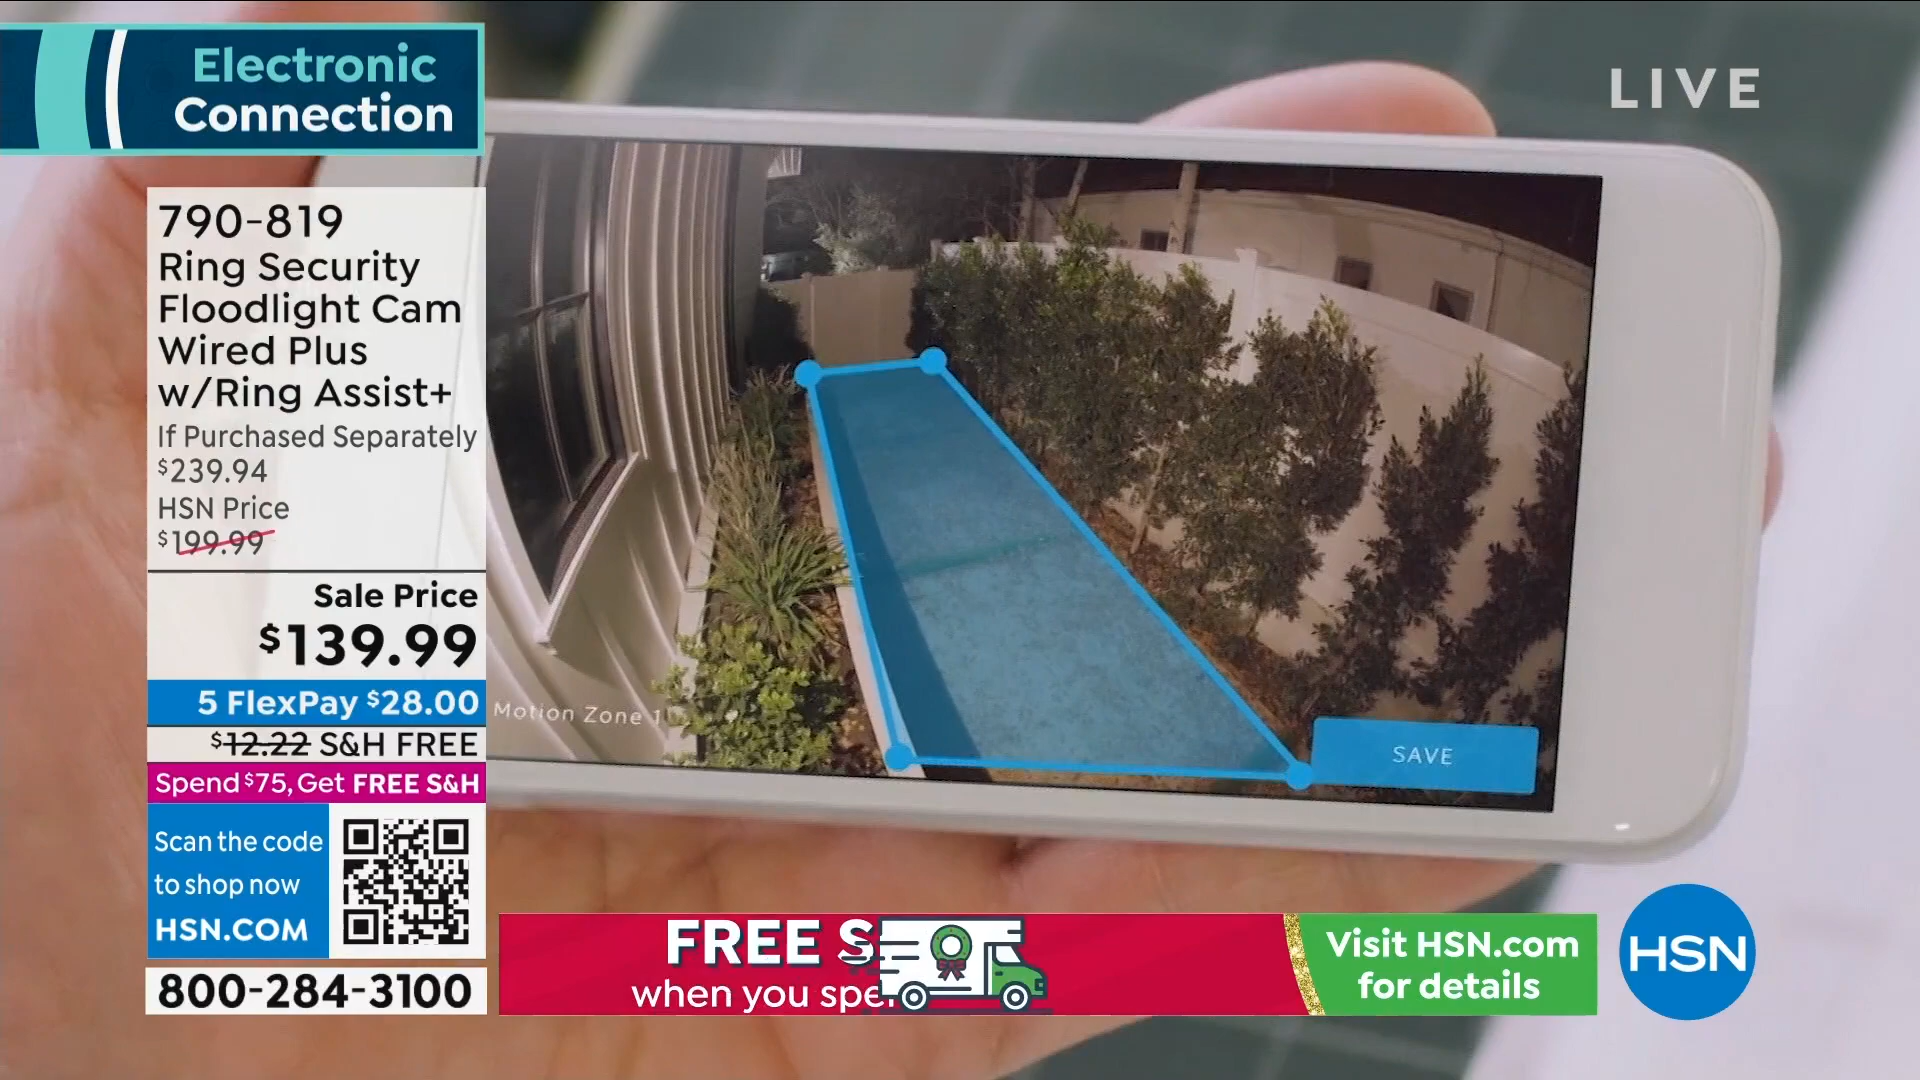 Electronic
Connection
LIVE
790-819
Ring Security
Floodlight Cam
Wired Plus
w/Ring Assist+
If Purchased Separately
$239.94
HSN Price
$199.99
Sale Price
$139.99
5 FlexPay $28.00
$12.22 S&H FREE
Spend $75, Get FREE S&H
Scan the code
to shop now
HSN.COM
800-284-3100
Motion Zone 1
SAVE
FREE S
when you spe
Visit HSN.com
for details
HSN